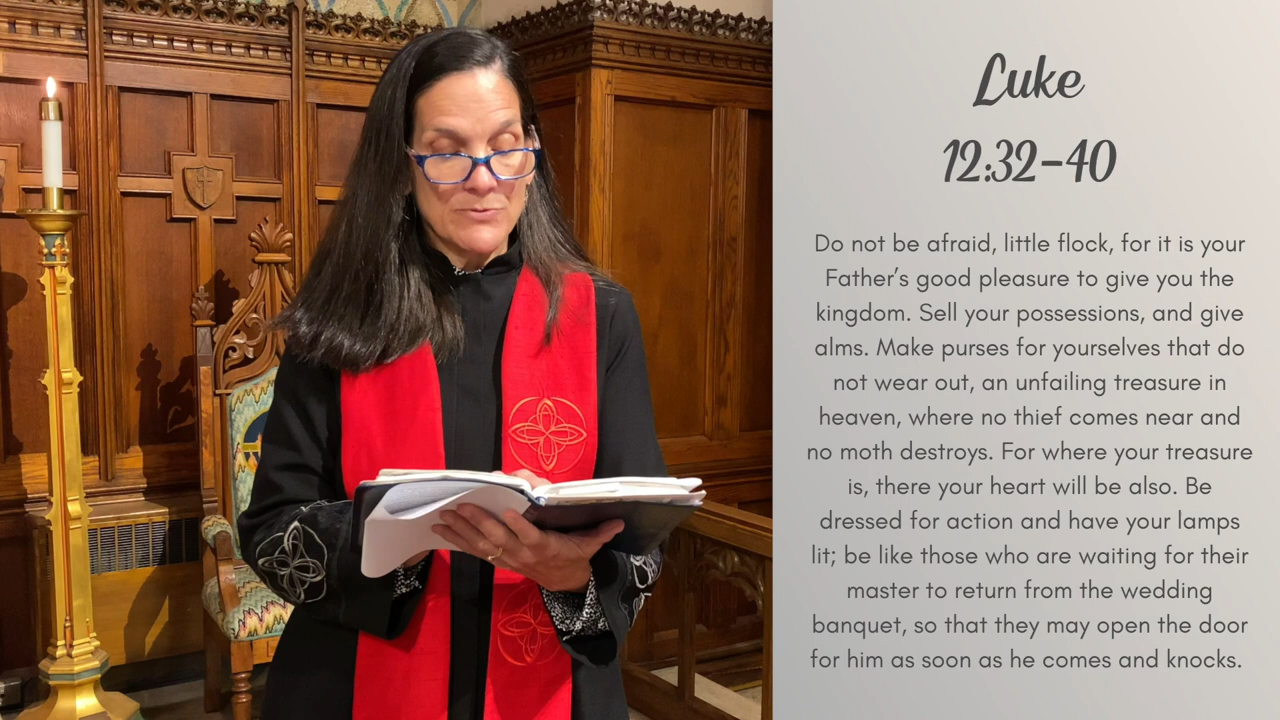 Luke
12:32-40
Do not be afraid, little flock, for it is your
Father’s good pleasure to give you the
kingdom. Sell your possessions, and give
alms. Make purses for yourselves that do
not wear out, an unfailing treasure in
heaven, where no thief comes near and
no moth destroys. For where your treasure
is, there your heart will be also. Be
dressed for action and have your lamps
lit; be like those who are waiting for their
master to return from the wedding
banquet, so that they may open the door
for him as soon as he comes and knocks.